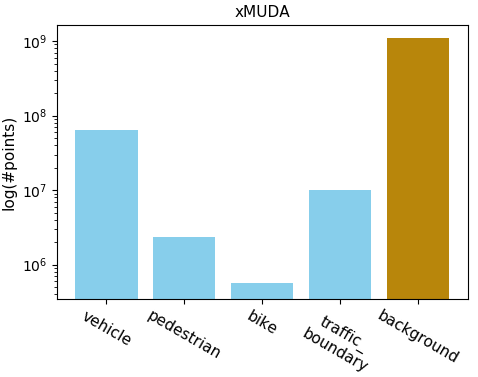 xMUDA
log(#points)
10⁹
10⁸
10⁷
10⁶
vehicle
pedestrian
bike
traffic_
boundary
background